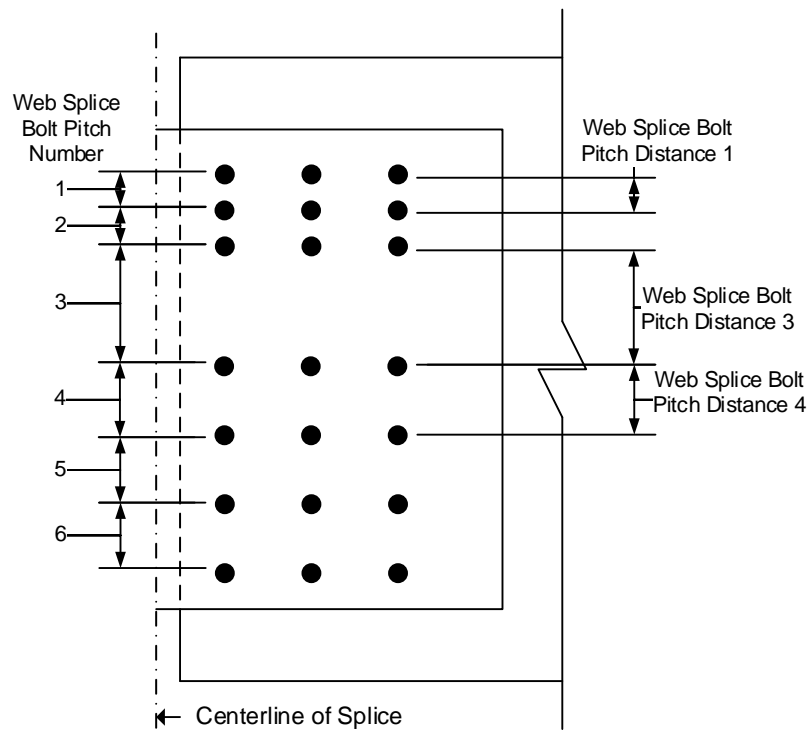 Web Splice
Bolt Pitch
Number
1
2
3
4
5
6
Web Splice Bolt
Pitch Distance 1
Web Splice Bolt
Pitch Distance 3
Web Splice Bolt
Pitch Distance 4
Centerline of Splice